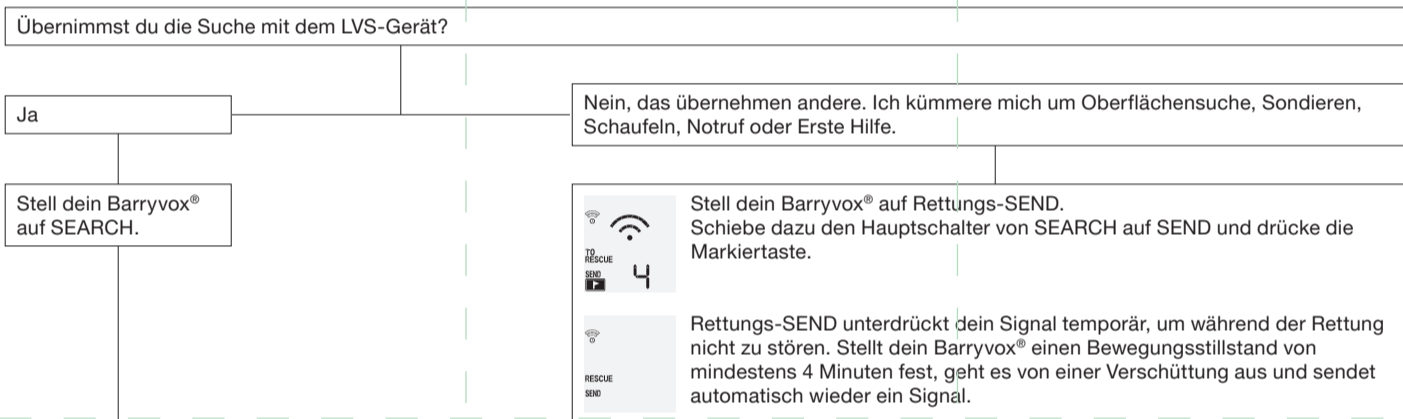 Übernimmst du die Suche mit dem LVS-Gerät?
Ja
Nein, das übernehmen andere. Ich kümmere mich um Oberflächensuche, Sondieren,
Schaufeln, Notruf oder Erste Hilfe.
Stell dein Barryvox®
auf SEARCH.
TO
RESCUE
SEND
4
Stell dein Barryvox® auf Rettungs-SEND.
Schiebe dazu den Hauptschalter von SEARCH auf SEND und drücke die
Markiertaste.
RESCUE
SEND
Rettungs-SEND unterdrückt dein Signal temporär, um während der Rettung
nicht zu stören. Stellt dein Barryvox® einen Bewegungsstillstand von
mindestens 4 Minuten fest, geht es von einer Verschüttung aus und sendet
automatisch wieder ein Signal.